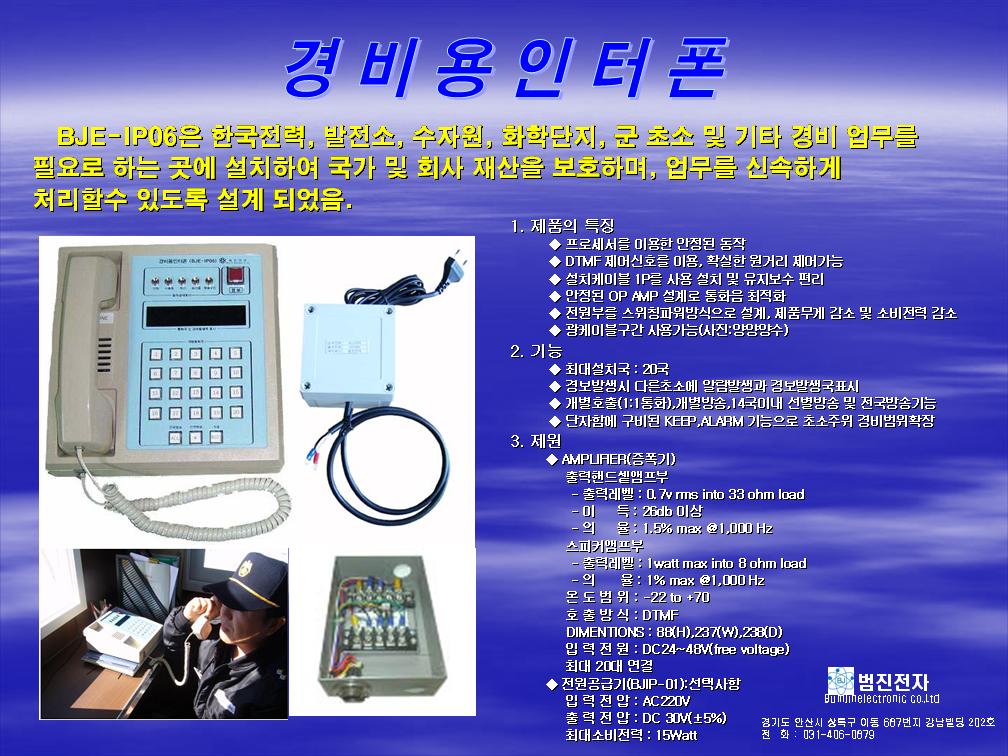 경비용인터폰
BJE-IP06은 한국전력, 발전소, 수자원, 화학단지, 군 초소 및 기타 경비 업무를
필요로 하는 곳에 설치하여 국가 및 회사 재산을 보호하며, 업무를 신속하게
처리할수 있도록 설계 되었음.
1. 제품의 특징
◆ 프로세서를 이용한 안정된 동작
◆ DTMF 제어신호를 이용, 확실한 원거리 제어가능
◆ 설치케이블 1P를 사용 설치 및 유지보수 편리
◆ 안정된 OP AMP 설계로 통화음 최적화
◆ 전원부를 스위칭파워방식으로 설계, 제품무게 감소 및 소비전력 감소
◆ 광케이블구간 사용가능(사진:양양양수)
2. 기능
◆ 최대설치국 : 20국
◆ 경보발생시 다른초소에 알람발생과 경보발생국표시
◆ 개별호출(1:1통화),개별방송,14국이내 선별방송 및 전국방송기능
◆ 단자함에 구비된 KEEP,ALARM 기능으로 초소주위 경비범위확장
3. 제원
◆ AMPLIFIER(증폭기)
출력핸드셑앰프부
- 출력레벨 : 0.7v rms into 33 ohm load
- 이 득 : 26db 이상
- 의 율 : 1.5% max @1,000 Hz
스피커앰프부
- 출력레벨 : 1watt max into 8 ohm load
- 의 율 : 1% max @1,000 Hz
온 도 범 위 : -22 to +70
호 출 방 식 : DTMF
DIMENTIONS : 88(H),237(W),238(D)
입 력 전 원 : DC24~48V(free voltage)
최대 20대 연결
◆ 전원공급기(BJIP-01):선택사항
입 력 전 압 : AC220V
출 력 전 압 : DC 30V(±5%)
최대소비전력 : 15Watt
경비용인터폰 (BJE-IP06)
범진전자
Bumjinelectronic co.Ltd
경기도 안산시 상록구 이동 667번지 강남빌딩 202호
전 화 : 031-406-0879